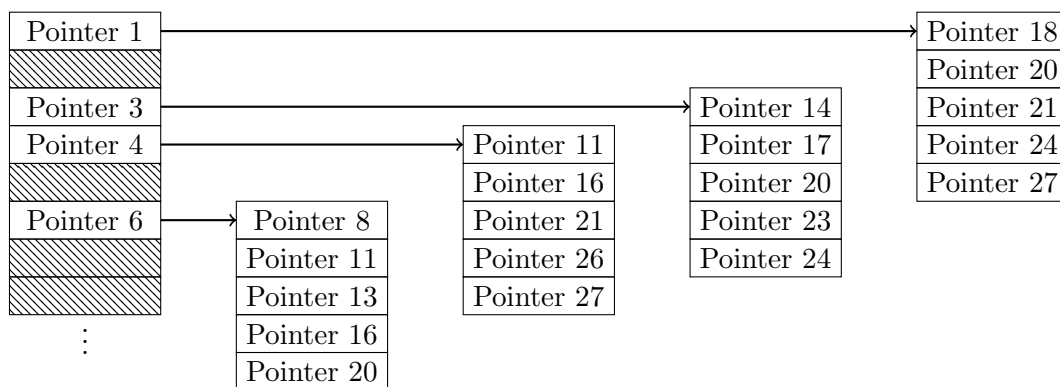 Pointer 1
Pointer 3
Pointer 4
Pointer 6
⋮
Pointer 8
Pointer 11
Pointer 13
Pointer 16
Pointer 20
Pointer 11
Pointer 16
Pointer 21
Pointer 26
Pointer 27
Pointer 14
Pointer 17
Pointer 20
Pointer 23
Pointer 24
Pointer 18
Pointer 20
Pointer 21
Pointer 24
Pointer 27